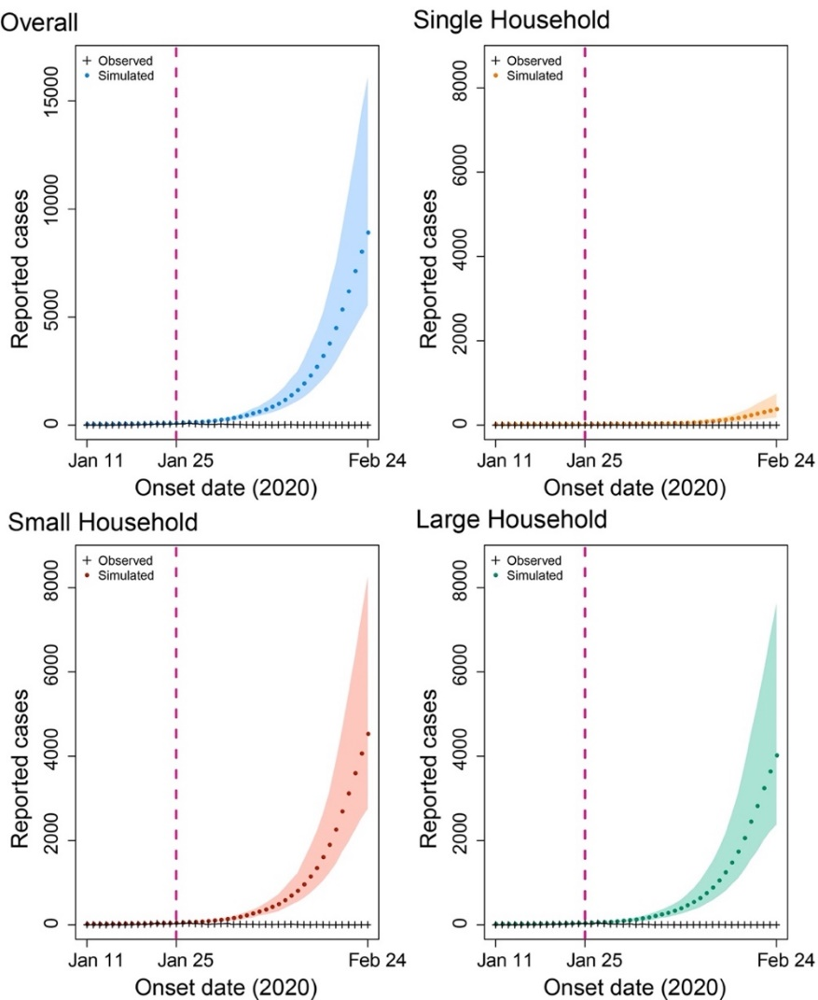 Overall
+ Observed
• Simulated
Reported cases
15000
10000
5000
0
Jan 11 Jan 25 Feb 24
Onset date (2020)
Single Household
+ Observed
• Simulated
Reported cases
8000
6000
4000
2000
0
Jan 11 Jan 25 Feb 24
Onset date (2020)
Small Household
+ Observed
• Simulated
Reported cases
8000
6000
4000
2000
0
Jan 11 Jan 25 Feb 24
Onset date (2020)
Large Household
+ Observed
• Simulated
Reported cases
8000
6000
4000
2000
0
Jan 11 Jan 25 Feb 24
Onset date (2020)